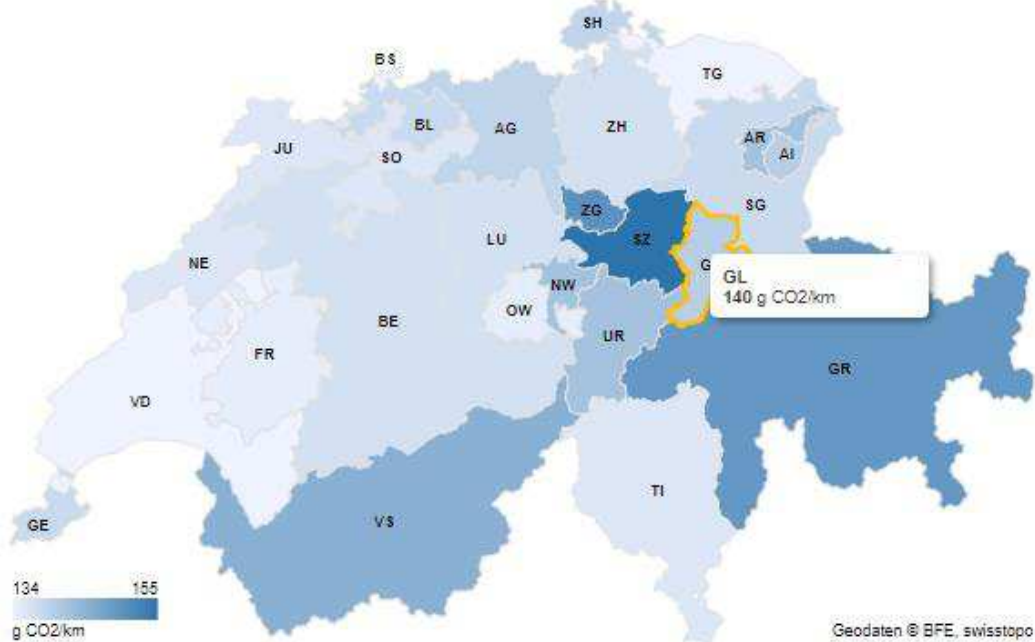 SH
BS
TG
BL
AG
ZH
AR
AI
JU
SO
ZG
SG
LU
SZ
NE
G
GL
140 g CO2/km
NW
OW
BE
UR
FR
GR
VD
TI
GE
VS
134 155
g CO2/km
Geodaten © BFE, swisstopo